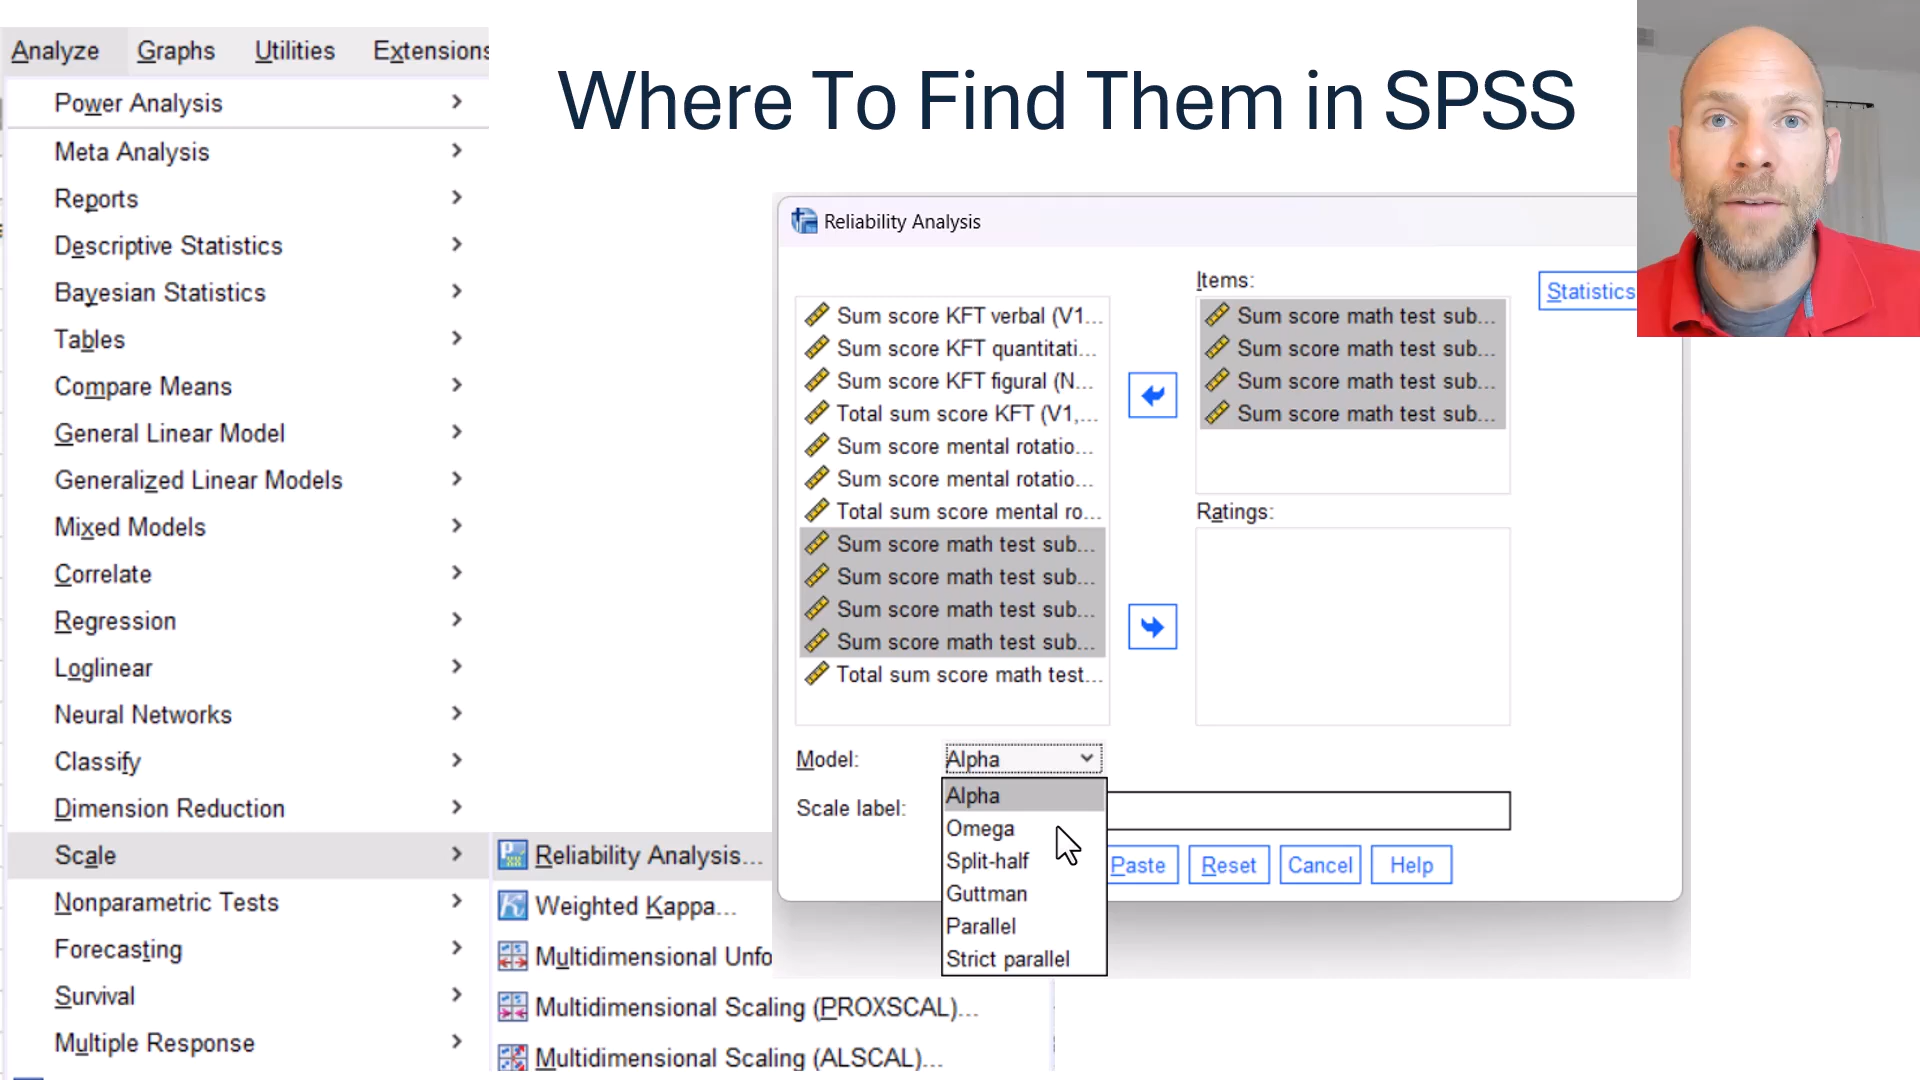 Analyze Graphs Utilities Extensions
Where To Find Them in SPSS
Power Analysis
Meta Analysis
Reports
Descriptive Statistics
Bayesian Statistics
Tables
Compare Means
General Linear Model
Generalized Linear Models
Mixed Models
Correlate
Regression
Loglinear
Neural Networks
Classify
Dimension Reduction
Scale
Nonparametric Tests
Forecasting
Survival
Multiple Response
Reliability Analysis...
Weighted Kappa...
Multidimensional Unfo
Multidimensional Scaling (PROXSCAL)...
Multidimensional Scaling (ALSCAL)...
Reliability Analysis
Sum score KFT verbal (V1...
Sum score KFT quantitati...
Sum score KFT figural (N...
Total sum score KFT (V1,...
Sum score mental rotatio...
Sum score mental rotatio...
Total sum score mental ro...
Sum score math test sub...
Sum score math test sub...
Sum score math test sub...
Sum score math test sub...
Total sum score math test...
Items:
Sum score math test sub...
Sum score math test sub...
Sum score math test sub...
Sum score math test sub...
Statistics
Ratings:
Model: Alpha
Alpha
Omega
Split-half
Guttman
Parallel
Strict parallel
Scale label:
Paste Reset Cancel Help